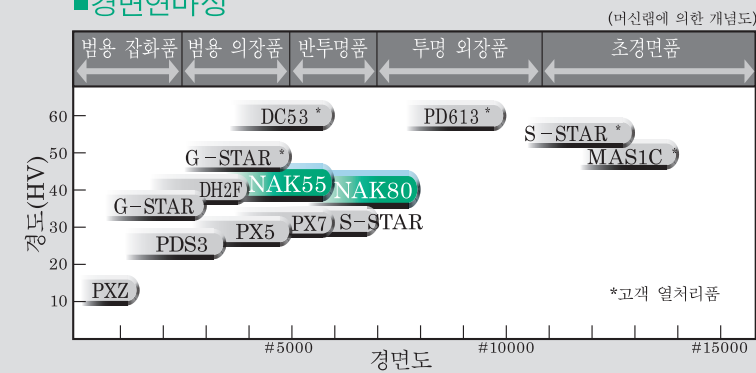 ■경면연마성
(머신랩에 의한 개념도)
범용 잡화품 범용 의장품 반투명품 투명 외장품 초경면품
60 DC53* PD613*
S-STAR*
50 G-STAR* MAS1C*
40 DH2F NAK55 NAK80
G-STAR
30 PX5 PX7 S-STAR
PDS3
20
10 PXZ
*고객 열처리품
경도(HV)
#5000 #10000 #15000
경면도